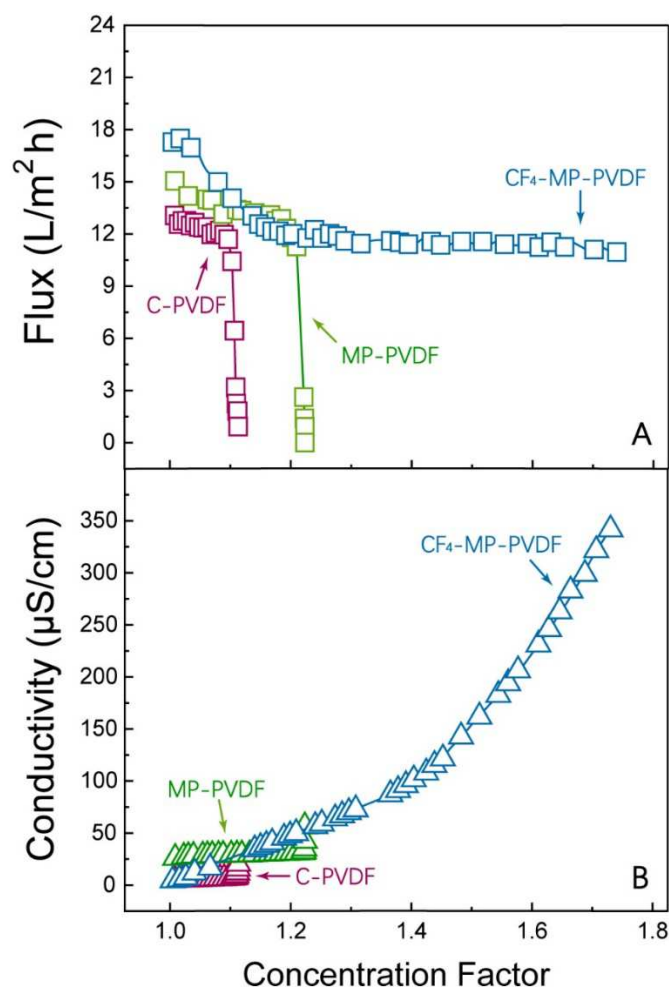 24
21
18
15
12
9
6
3
0
Flux (L/m² h)
CF₄-MP-PVDF
C-PVDF
MP-PVDF
A
350
300
250
200
150
100
50
0
Conductivity (μS/cm)
CF₄-MP-PVDF
MP-PVDF
C-PVDF
B
1.0 1.2 1.4 1.6 1.8
Concentration Factor